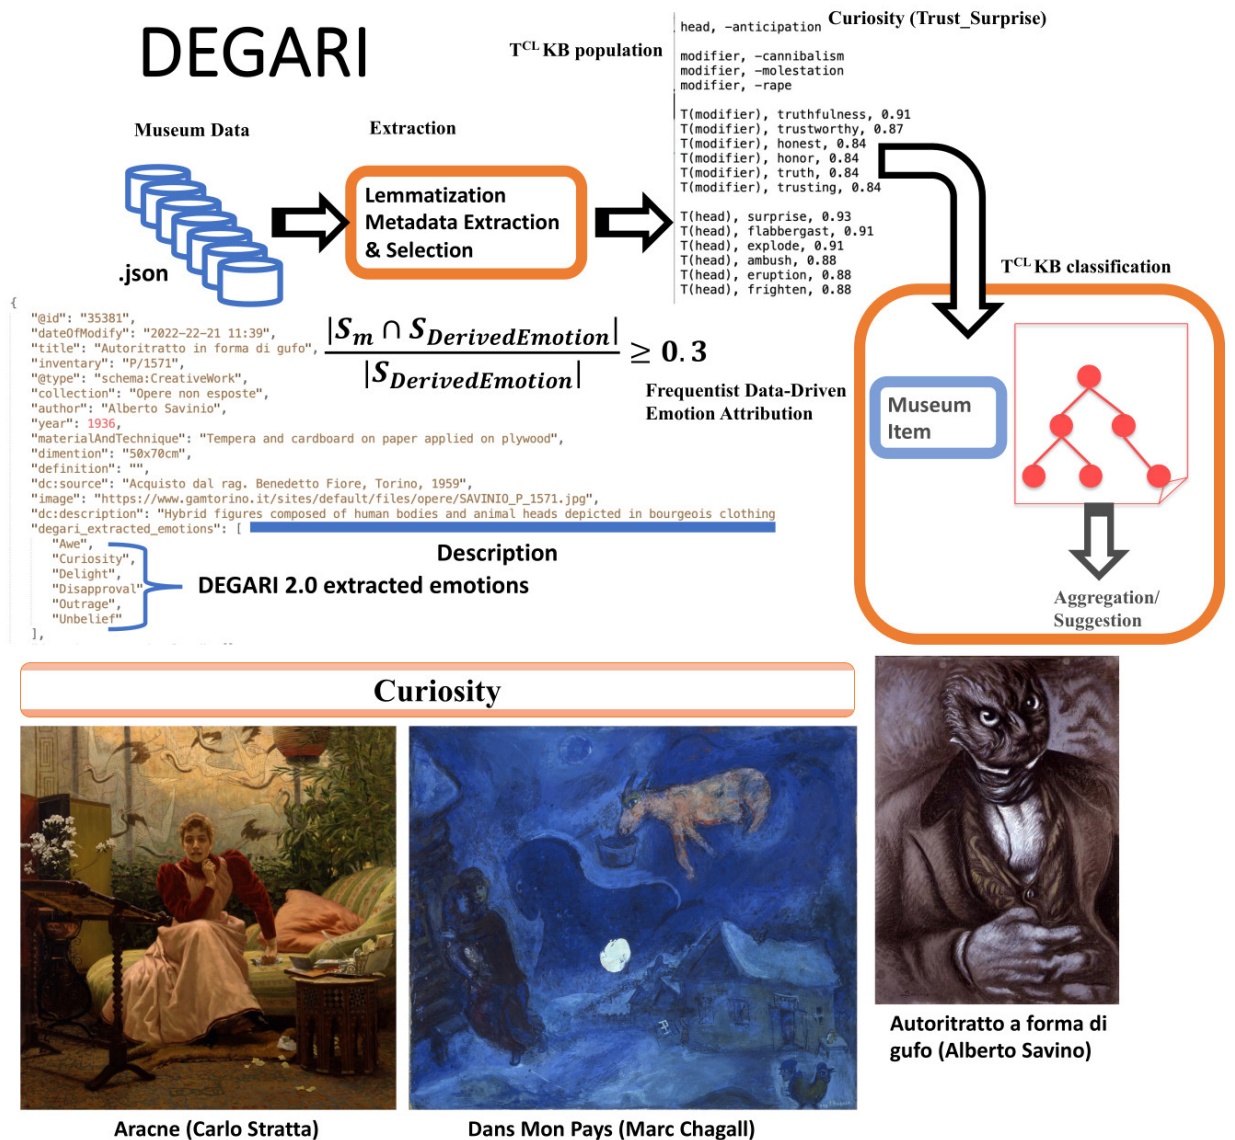 DEGARI
T^CL KB population
Curiosity (Trust_Surprise)
head, -anticipation
modifier, -cannibalism
modifier, -molestation
modifier, -rape
T(modifier), truthfulness, 0.91
T(modifier), trustworthy, 0.87
T(modifier), honest, 0.84
T(modifier), honor, 0.84
T(modifier), truth, 0.84
T(modifier), trusting, 0.84
T(head), surprise, 0.93
T(head), flabbergast, 0.91
T(head), explode, 0.91
T(head), ambush, 0.88
T(head), eruption, 0.88
T(head), frighten, 0.88
Museum Data
.json
Extraction
Lemmatization
Metadata Extraction
& Selection
T^CL KB classification
Museum
Item
Aggregation/
Suggestion
{
"@id": "35381",
"dateOfModify": "2022-22-21 11:39",
"title": "Autoritratto in forma di gufo",
"inventary": "P/1571",
"@type": "schema:CreativeWork",
"collection": "Opere non esposte",
"author": "Alberto Savinio",
"year": 1936,
"materialAndTechnique": "Tempera and cardboard on paper applied on plywood",
"dimention": "50x70cm",
"definition": "",
"dc:source": "Acquisto dal rag. Benedetto Fiore, Torino, 1959",
"image": "https://www.gamtorino.it/sites/default/files/opere/SAVINIO_P_1571.jpg",
"dc:description": "Hybrid figures composed of human bodies and animal heads depicted in bourgeois clothing
"degari_extracted_emotions": [
"Awe",
"Curiosity",
"Delight",
"Disapproval"
"Outrage",
"Unbelief"
],
|S_m ∩ S_DerivedEmotion|
|S_DerivedEmotion|
≥ 0.3
Frequentist Data-Driven
Emotion Attribution
Description
DEGARI 2.0 extracted emotions
Curiosity
Aracne (Carlo Stratta)
Dans Mon Pays (Marc Chagall)
Autoritratto a forma di
gufo (Alberto Savino)